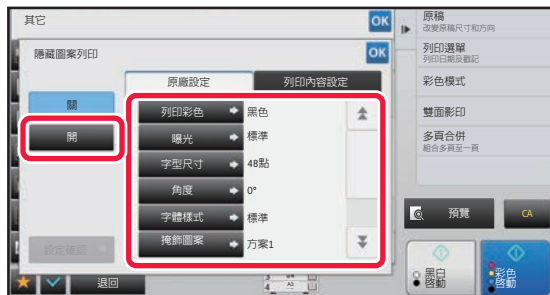 其它
OK
隱藏圖案列印
OK
原廠設定
列印內容設定
關
開
列印彩色
黑色
曝光
標準
字型尺寸
48點
角度
0°
字體樣式
標準
掩飾圖案
方案1
設定確認
退回
原稿
改變原稿尺寸和方向
列印選單
列印日期及戳記
彩色模式
雙面影印
多頁合併
組合多頁至一頁
預覽
CA
黑白
啓動
彩色
啓動